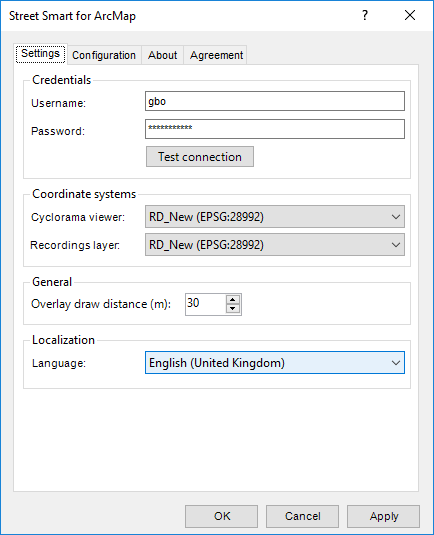 Street Smart for ArcMap ?
Settings Configuration About Agreement
Credentials
Username: gbo
Password: ***********
Test connection
Coordinate systems
Cyclorama viewer: RD_New (EPSG:28992)
Recordings layer: RD_New (EPSG:28992)
General
Overlay draw distance (m): 30
Localization
Language: English (United Kingdom)
OK Cancel Apply